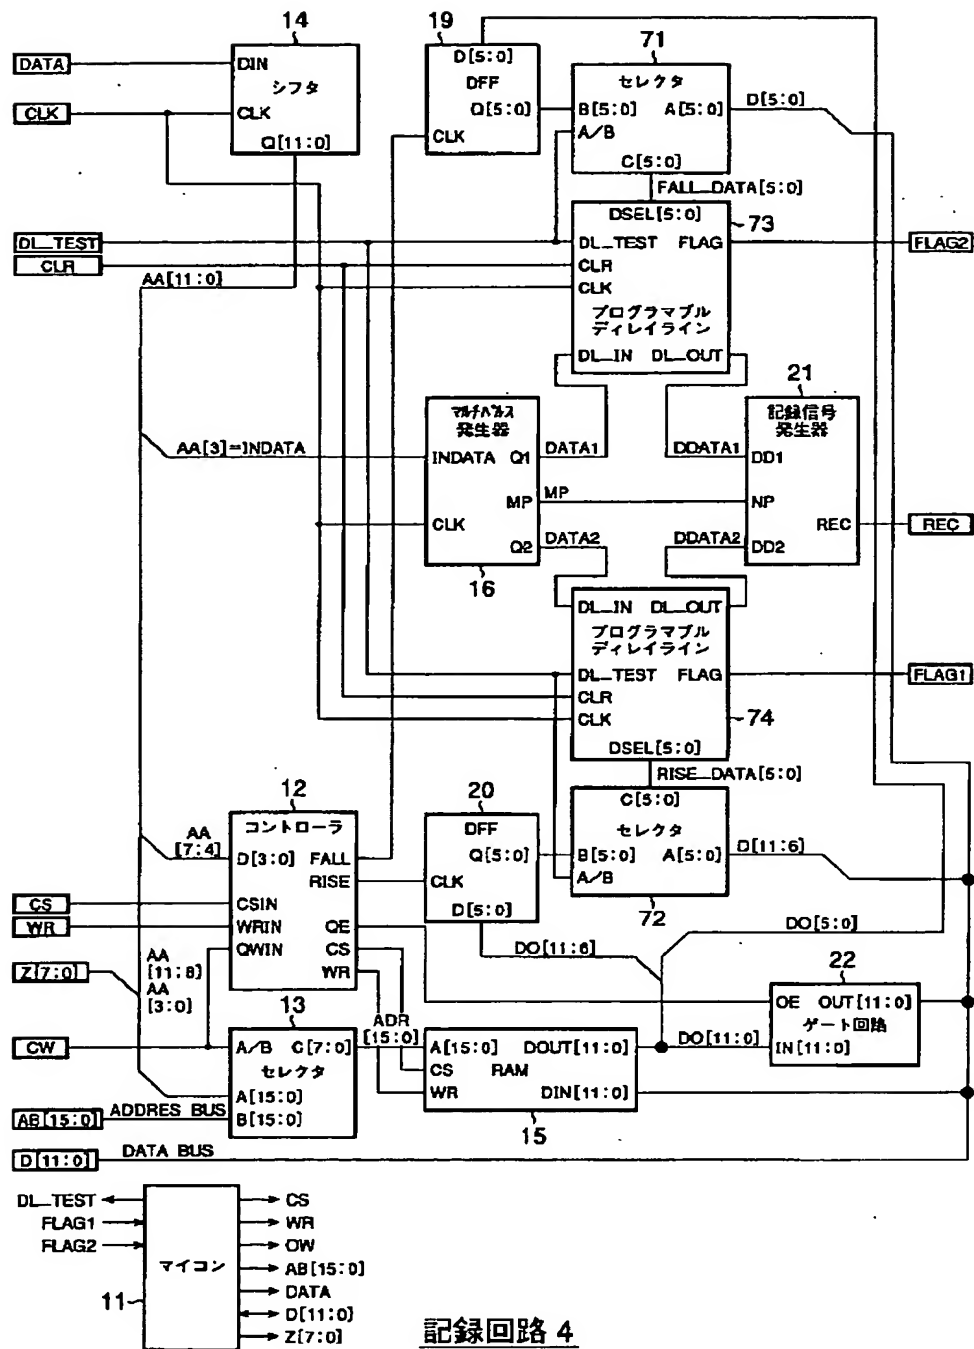 14
DATA
DIN
シフタ
CLK
CLK
Q[11:0]
19
D[5:0]
DFF
Q[5:0]
CLK
71
セレクタ
B[5:0] A[5:0]
A/B
C[5:0]
D[5:0]
FALL_DATA[5:0]
DL_TEST
CLR
AA[11:0]
DSEL[5:0]
73
DL_TEST FLAG
CLR
CLK
プログラマブル
ディレイライン
DL_IN DL_OUT
FLAG2
AA[3]=INDATA
マルチパルス
発生器
INDATA Q1
MP
CLK
Q2
16
DATA1
MP
DATA2
21
記録信号
発生器
DD1
NP
REC
DD2
DDATA1
DDATA2
REC
DL_IN DL_OUT
プログラマブル
ディレイライン
DL_TEST FLAG
CLR
CLK
DSEL[5:0]
74
FLAG1
RISE_DATA[5:0]
12
コントローラ
AA
[7:4]
D[3:0] FALL
RISE
CSIN
WRIN OE
QWIN CS
WR
CS
WR
AA
[11:8]
AA
[3:0]
Z[7:0]
20
DFF
Q[5:0]
CLK
D[5:0]
C[5:0]
セレクタ
B[5:0] A[5:0]
A/B
72
D[11:6]
DO[5:0]
DO[11:6]
22
OE OUT[11:0]
ゲート回路
IN[11:0]
DO[11:0]
13
CW
A/B C[7:0]
セレクタ
A[15:0]
B[15:0]
ADR
[15:0]
A[15:0] DOUT[11:0]
CS RAM
WR DIN[11:0]
15
AB[15:0] ADDRES BUS
D[11:0] DATA BUS
DL_TEST
FLAG1
FLAG2
マイコン
11
CS
WR
OW
AB[15:0]
DATA
D[11:0]
Z[7:0]
記録回路 4